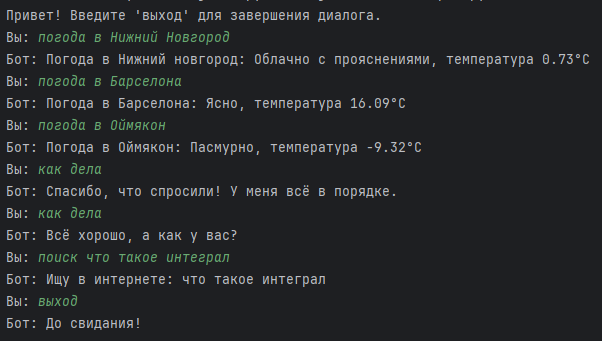 Привет! Введите 'выход' для завершения диалога.
Вы: погода в Нижний Новгород
Бот: Погода в Нижний новгород: Облачно с прояснениями, температура 0.73°C
Вы: погода в Барселона
Бот: Погода в Барселона: Ясно, температура 16.09°C
Вы: погода в Оймякон
Бот: Погода в Оймякон: Пасмурно, температура -9.32°C
Вы: как дела
Бот: Спасибо, что спросили! У меня всё в порядке.
Вы: как дела
Бот: Всё хорошо, а как у вас?
Вы: поиск что такое интеграл
Бот: Ищу в интернете: что такое интеграл
Вы: выход
Бот: До свидания!